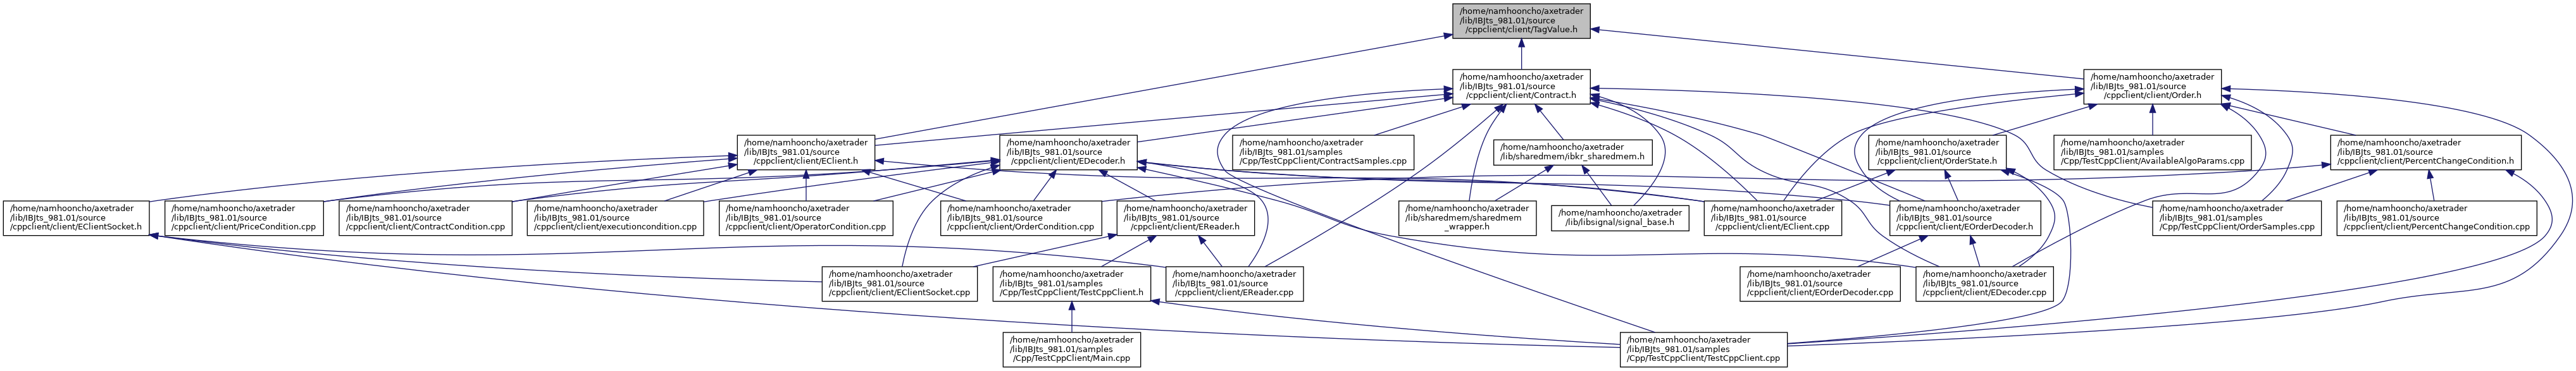 /home/namhooncho/axetrader
/lib/IBJts_981.01/source
/cppclient/client/TagValue.h
/home/namhooncho/axetrader
/lib/IBJts_981.01/source
/cppclient/client/Contract.h
/home/namhooncho/axetrader
/lib/IBJts_981.01/source
/cppclient/client/Order.h
/home/namhooncho/axetrader
/lib/IBJts_981.01/source
/cppclient/client/EClient.h
/home/namhooncho/axetrader
/lib/IBJts_981.01/source
/cppclient/client/EDecoder.h
/home/namhooncho/axetrader
/lib/IBJts_981.01/samples
/Cpp/TestCppClient/ContractSamples.cpp
/home/namhooncho/axetrader
/lib/sharedmem/ibkr_sharedmem.h
/home/namhooncho/axetrader
/lib/IBJts_981.01/source
/cppclient/client/OrderState.h
/home/namhooncho/axetrader
/lib/IBJts_981.01/samples
/Cpp/TestCppClient/AvailableAlgoParams.cpp
/home/namhooncho/axetrader
/lib/IBJts_981.01/source
/cppclient/client/PercentChangeCondition.h
/home/namhooncho/axetrader
/lib/IBJts_981.01/source
/cppclient/client/EClientSocket.h
/home/namhooncho/axetrader
/lib/IBJts_981.01/source
/cppclient/client/PriceCondition.cpp
/home/namhooncho/axetrader
/lib/IBJts_981.01/source
/cppclient/client/ContractCondition.cpp
/home/namhooncho/axetrader
/lib/IBJts_981.01/source
/cppclient/client/executioncondition.cpp
/home/namhooncho/axetrader
/lib/IBJts_981.01/source
/cppclient/client/OperatorCondition.cpp
/home/namhooncho/axetrader
/lib/IBJts_981.01/source
/cppclient/client/OrderCondition.cpp
/home/namhooncho/axetrader
/lib/IBJts_981.01/source
/cppclient/client/EReader.h
/home/namhooncho/axetrader
/lib/sharedmem/sharedmem
_wrapper.h
/home/namhooncho/axetrader
/lib/libsignal/signal_base.h
/home/namhooncho/axetrader
/lib/IBJts_981.01/source
/cppclient/client/EClient.cpp
/home/namhooncho/axetrader
/lib/IBJts_981.01/source
/cppclient/client/EOrderDecoder.h
/home/namhooncho/axetrader
/lib/IBJts_981.01/samples
/Cpp/TestCppClient/OrderSamples.cpp
/home/namhooncho/axetrader
/lib/IBJts_981.01/source
/cppclient/client/PercentChangeCondition.cpp
/home/namhooncho/axetrader
/lib/IBJts_981.01/source
/cppclient/client/EClientSocket.cpp
/home/namhooncho/axetrader
/lib/IBJts_981.01/samples
/Cpp/TestCppClient/TestCppClient.h
/home/namhooncho/axetrader
/lib/IBJts_981.01/source
/cppclient/client/EReader.cpp
/home/namhooncho/axetrader
/lib/IBJts_981.01/source
/cppclient/client/EOrderDecoder.cpp
/home/namhooncho/axetrader
/lib/IBJts_981.01/source
/cppclient/client/EDecoder.cpp
/home/namhooncho/axetrader
/lib/IBJts_981.01/samples
/Cpp/TestCppClient/Main.cpp
/home/namhooncho/axetrader
/lib/IBJts_981.01/samples
/Cpp/TestCppClient/TestCppClient.cpp